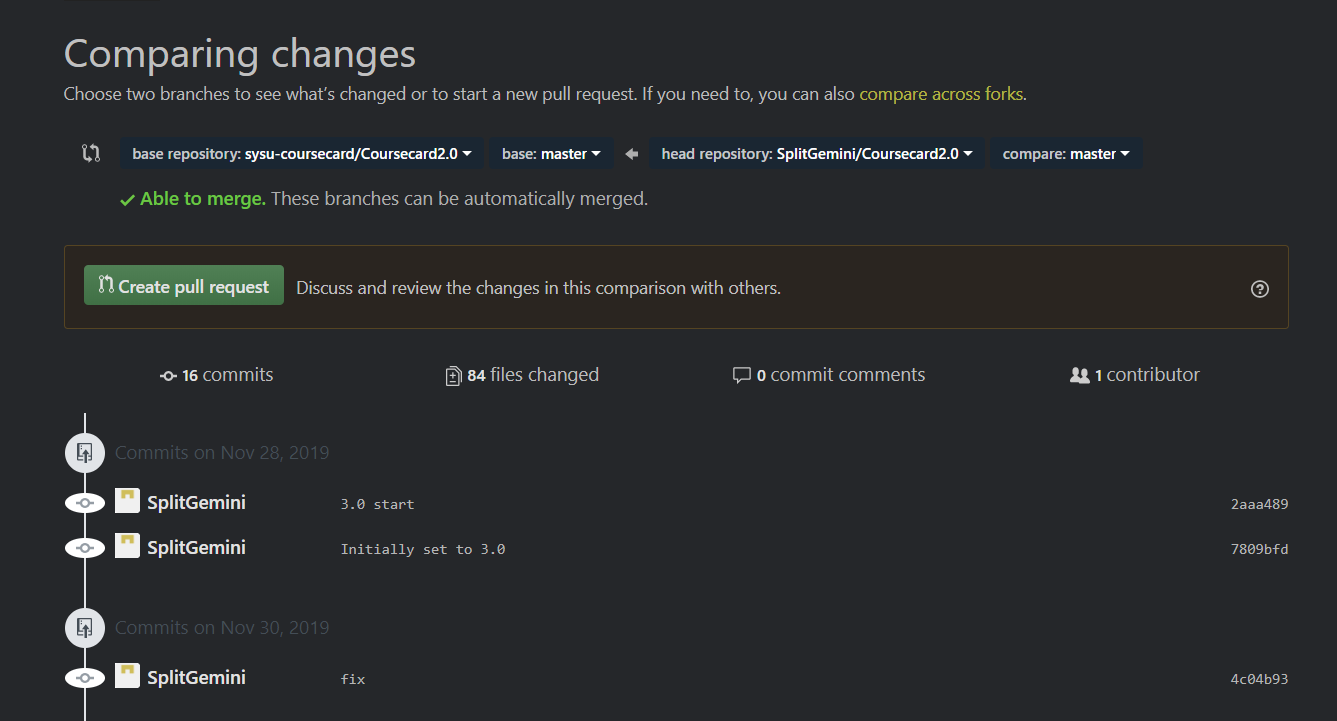 Comparing changes
Choose two branches to see what’s changed or to start a new pull request. If you need to, you can also compare across forks.
base repository: sysu-coursecard/Coursecard2.0 base: master head repository: SplitGemini/Coursecard2.0 compare: master
Able to merge. These branches can be automatically merged.
Create pull request Discuss and review the changes in this comparison with others.
16 commits 84 files changed 0 commit comments 1 contributor
Commits on Nov 28, 2019
SplitGemini 3.0 start 2aaa489
SplitGemini Initially set to 3.0 7809bfd
Commits on Nov 30, 2019
SplitGemini fix 4c04b93